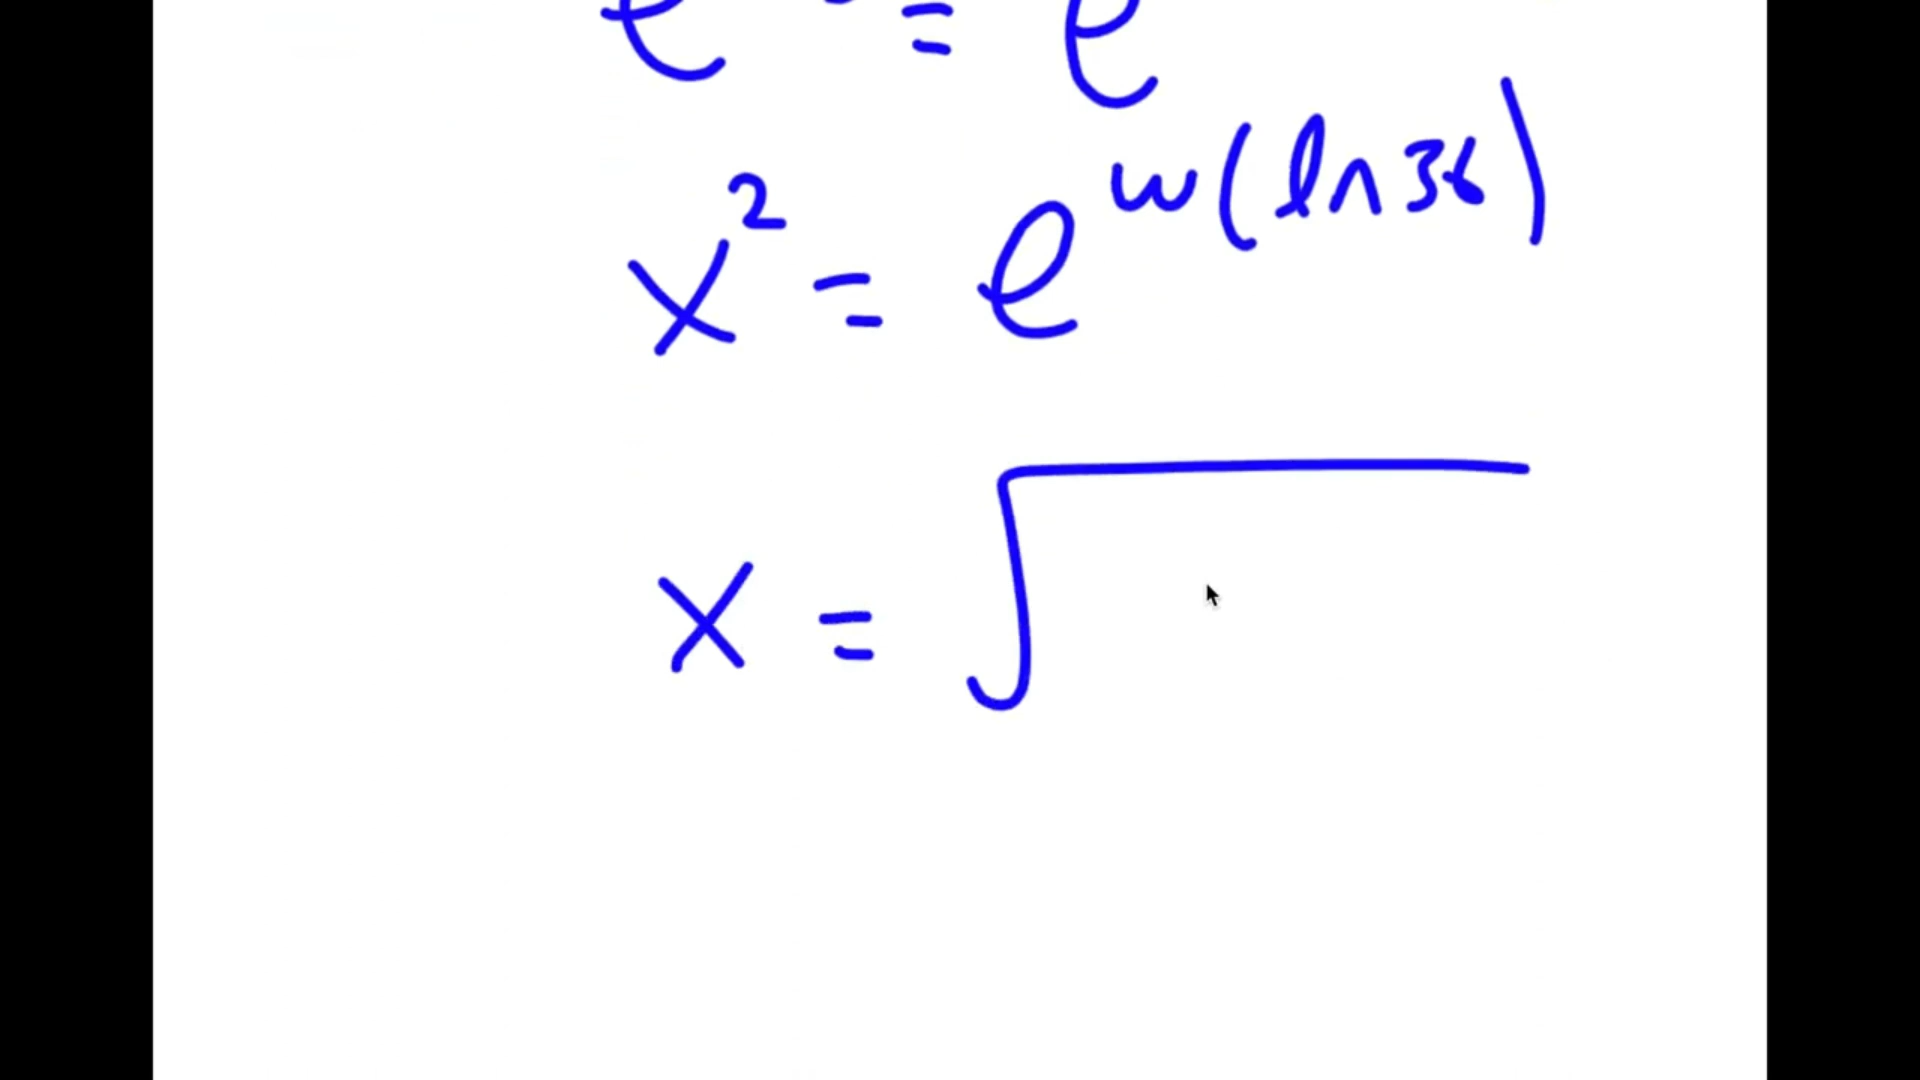 e = e
x² = e^w(ln36)
x = √